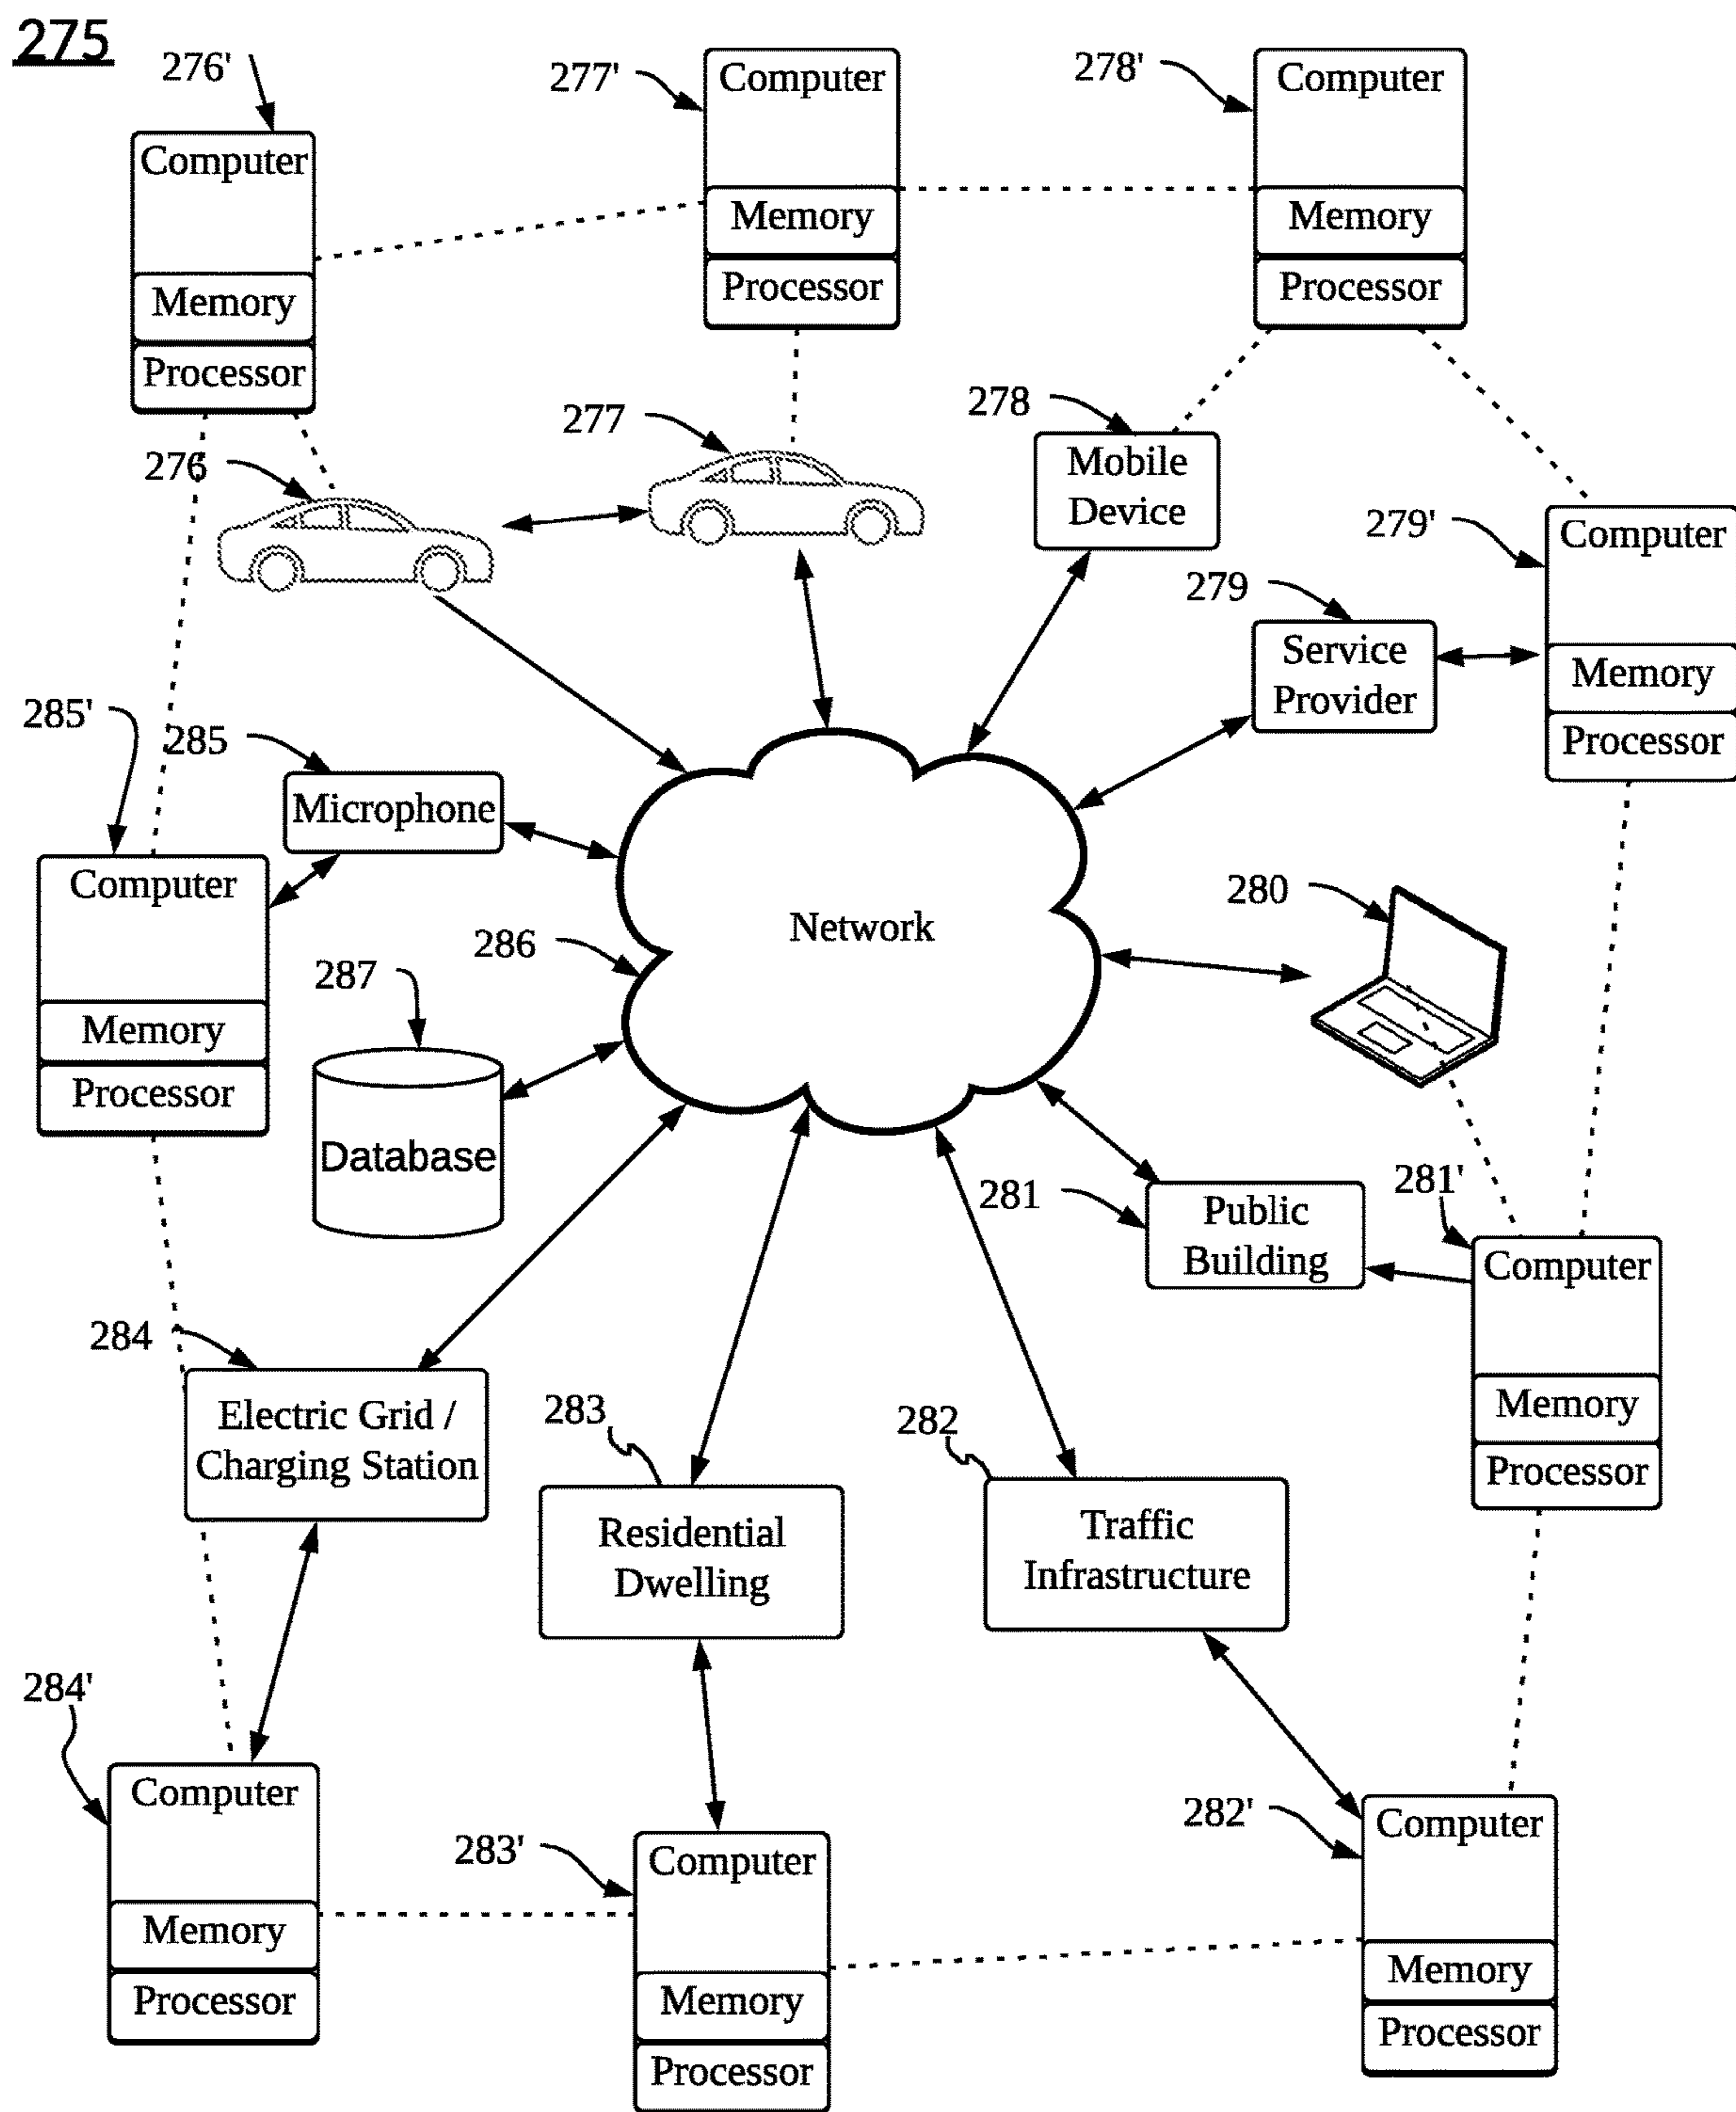 275
276'
Computer
Memory
Processor
277'
Computer
Memory
Processor
278'
Computer
Memory
Processor
276
277
278
Mobile
Device
279'
Computer
Memory
Processor
279
Service
Provider
285'
285
Microphone
Computer
Memory
Processor
Network
280
286
287
Database
281
Public
Building
281'
Computer
Memory
Processor
284
Electric Grid /
Charging Station
283
Residential
Dwelling
282
Traffic
Infrastructure
284'
Computer
Memory
Processor
283'
Computer
Memory
Processor
282'
Computer
Memory
Processor